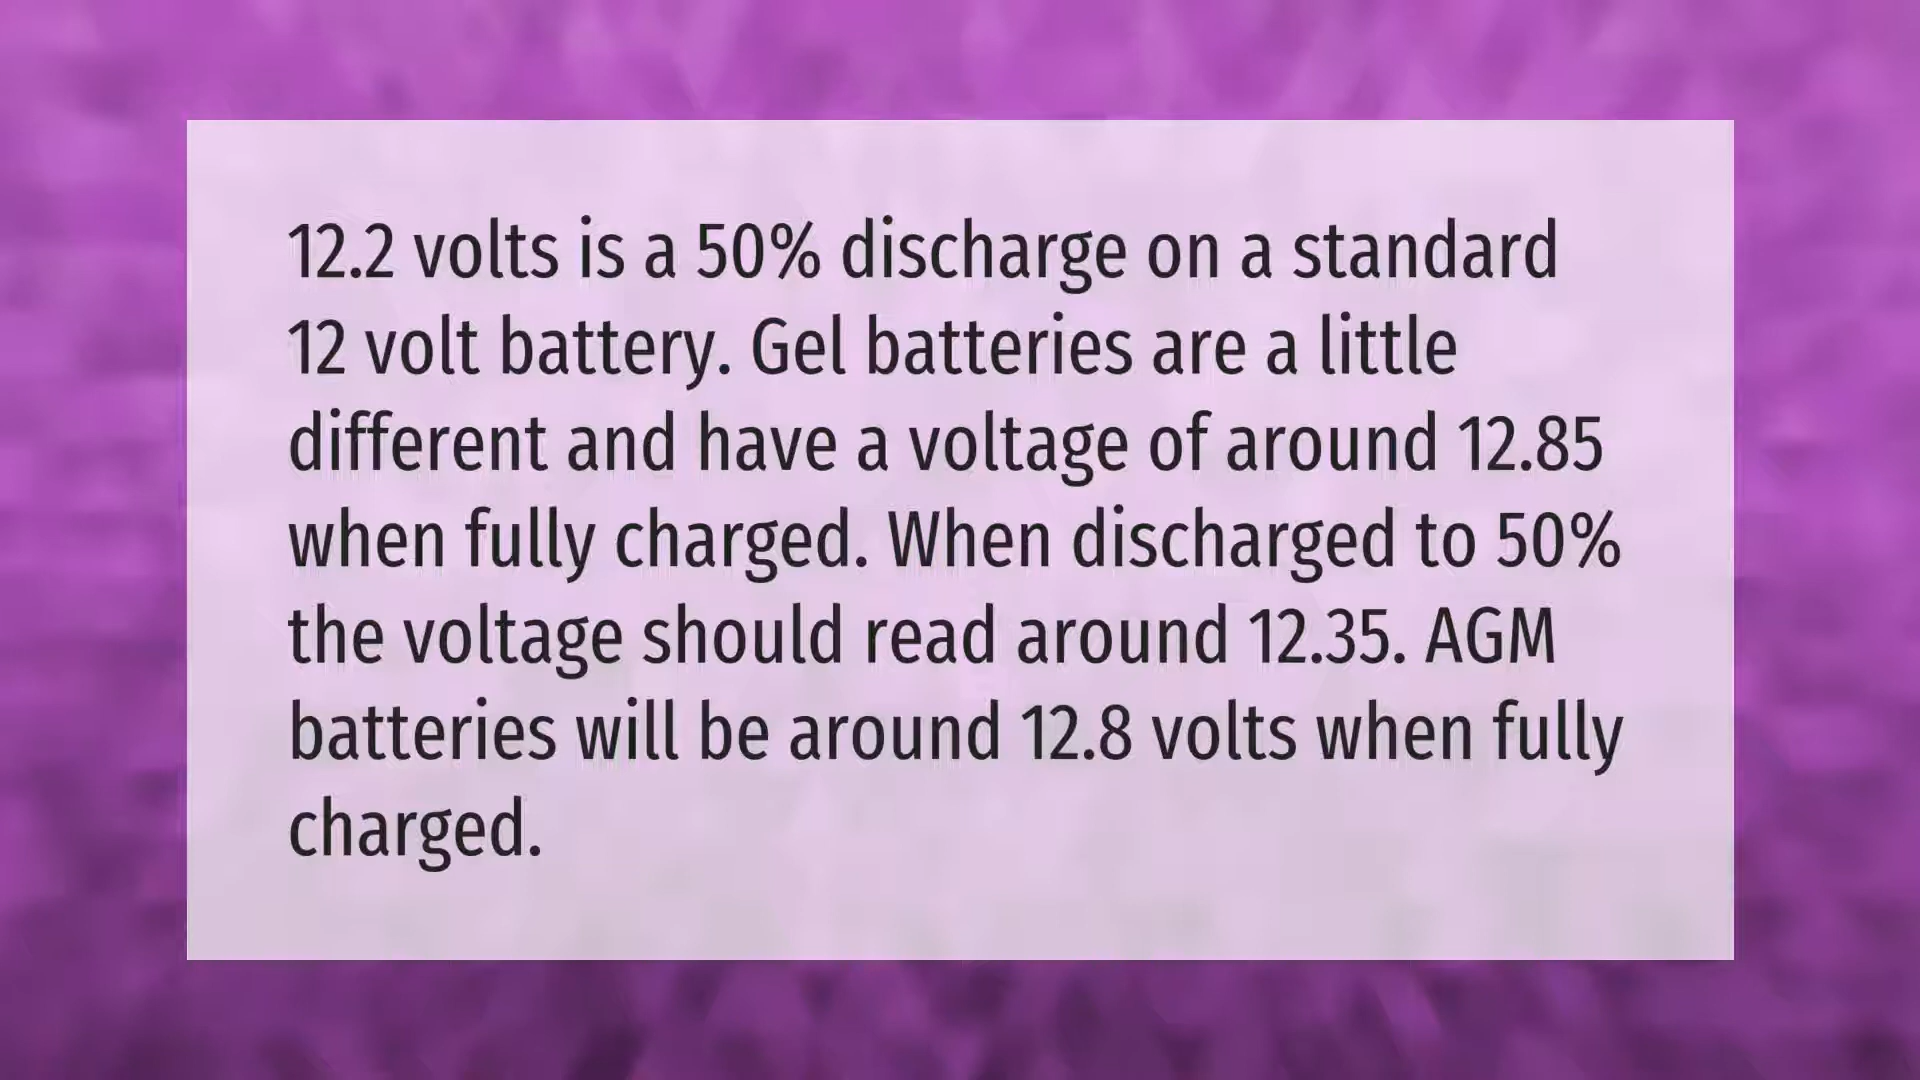 12.2 volts is a 50% discharge on a standard
12 volt battery. Gel batteries are a little
different and have a voltage of around 12.85
when fully charged. When discharged to 50%
the voltage should read around 12.35. AGM
batteries will be around 12.8 volts when fully
charged.